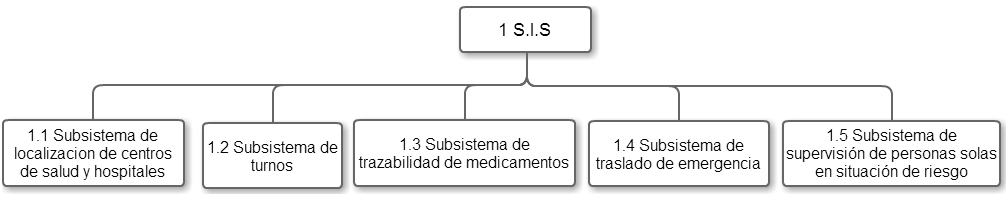 1 S.I.S
1.1 Subsistema de
localizacion de centros
de salud y hospitales
1.2 Subsistema de
turnos
1.3 Subsistema de
trazabilidad de medicamentos
1.4 Subsistema de
traslado de emergencia
1.5 Subsistema de
supervisión de personas solas
en situación de riesgo